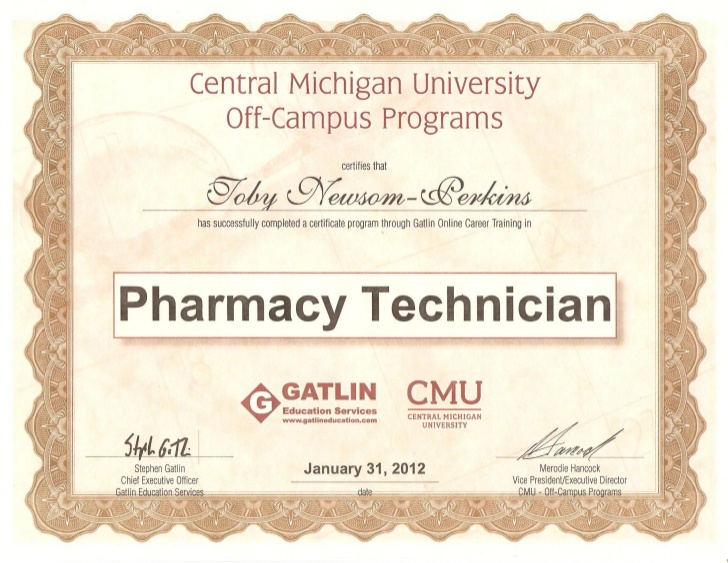 Central Michigan University
Off-Campus Programs
certifies that
Toby Newsom-Perkins
has successfully completed a certificate program through Gatlin Online Career Training in
Pharmacy Technician
G GATLIN
Education Services
www.gatlineducation.com
CMU
CENTRAL MICHIGAN
UNIVERSITY
Stephen Gatlin
Chief Executive Officer
Gatlin Education Services
January 31, 2012
date
Merodie Hancock
Vice President/Executive Director
CMU - Off-Campus Programs